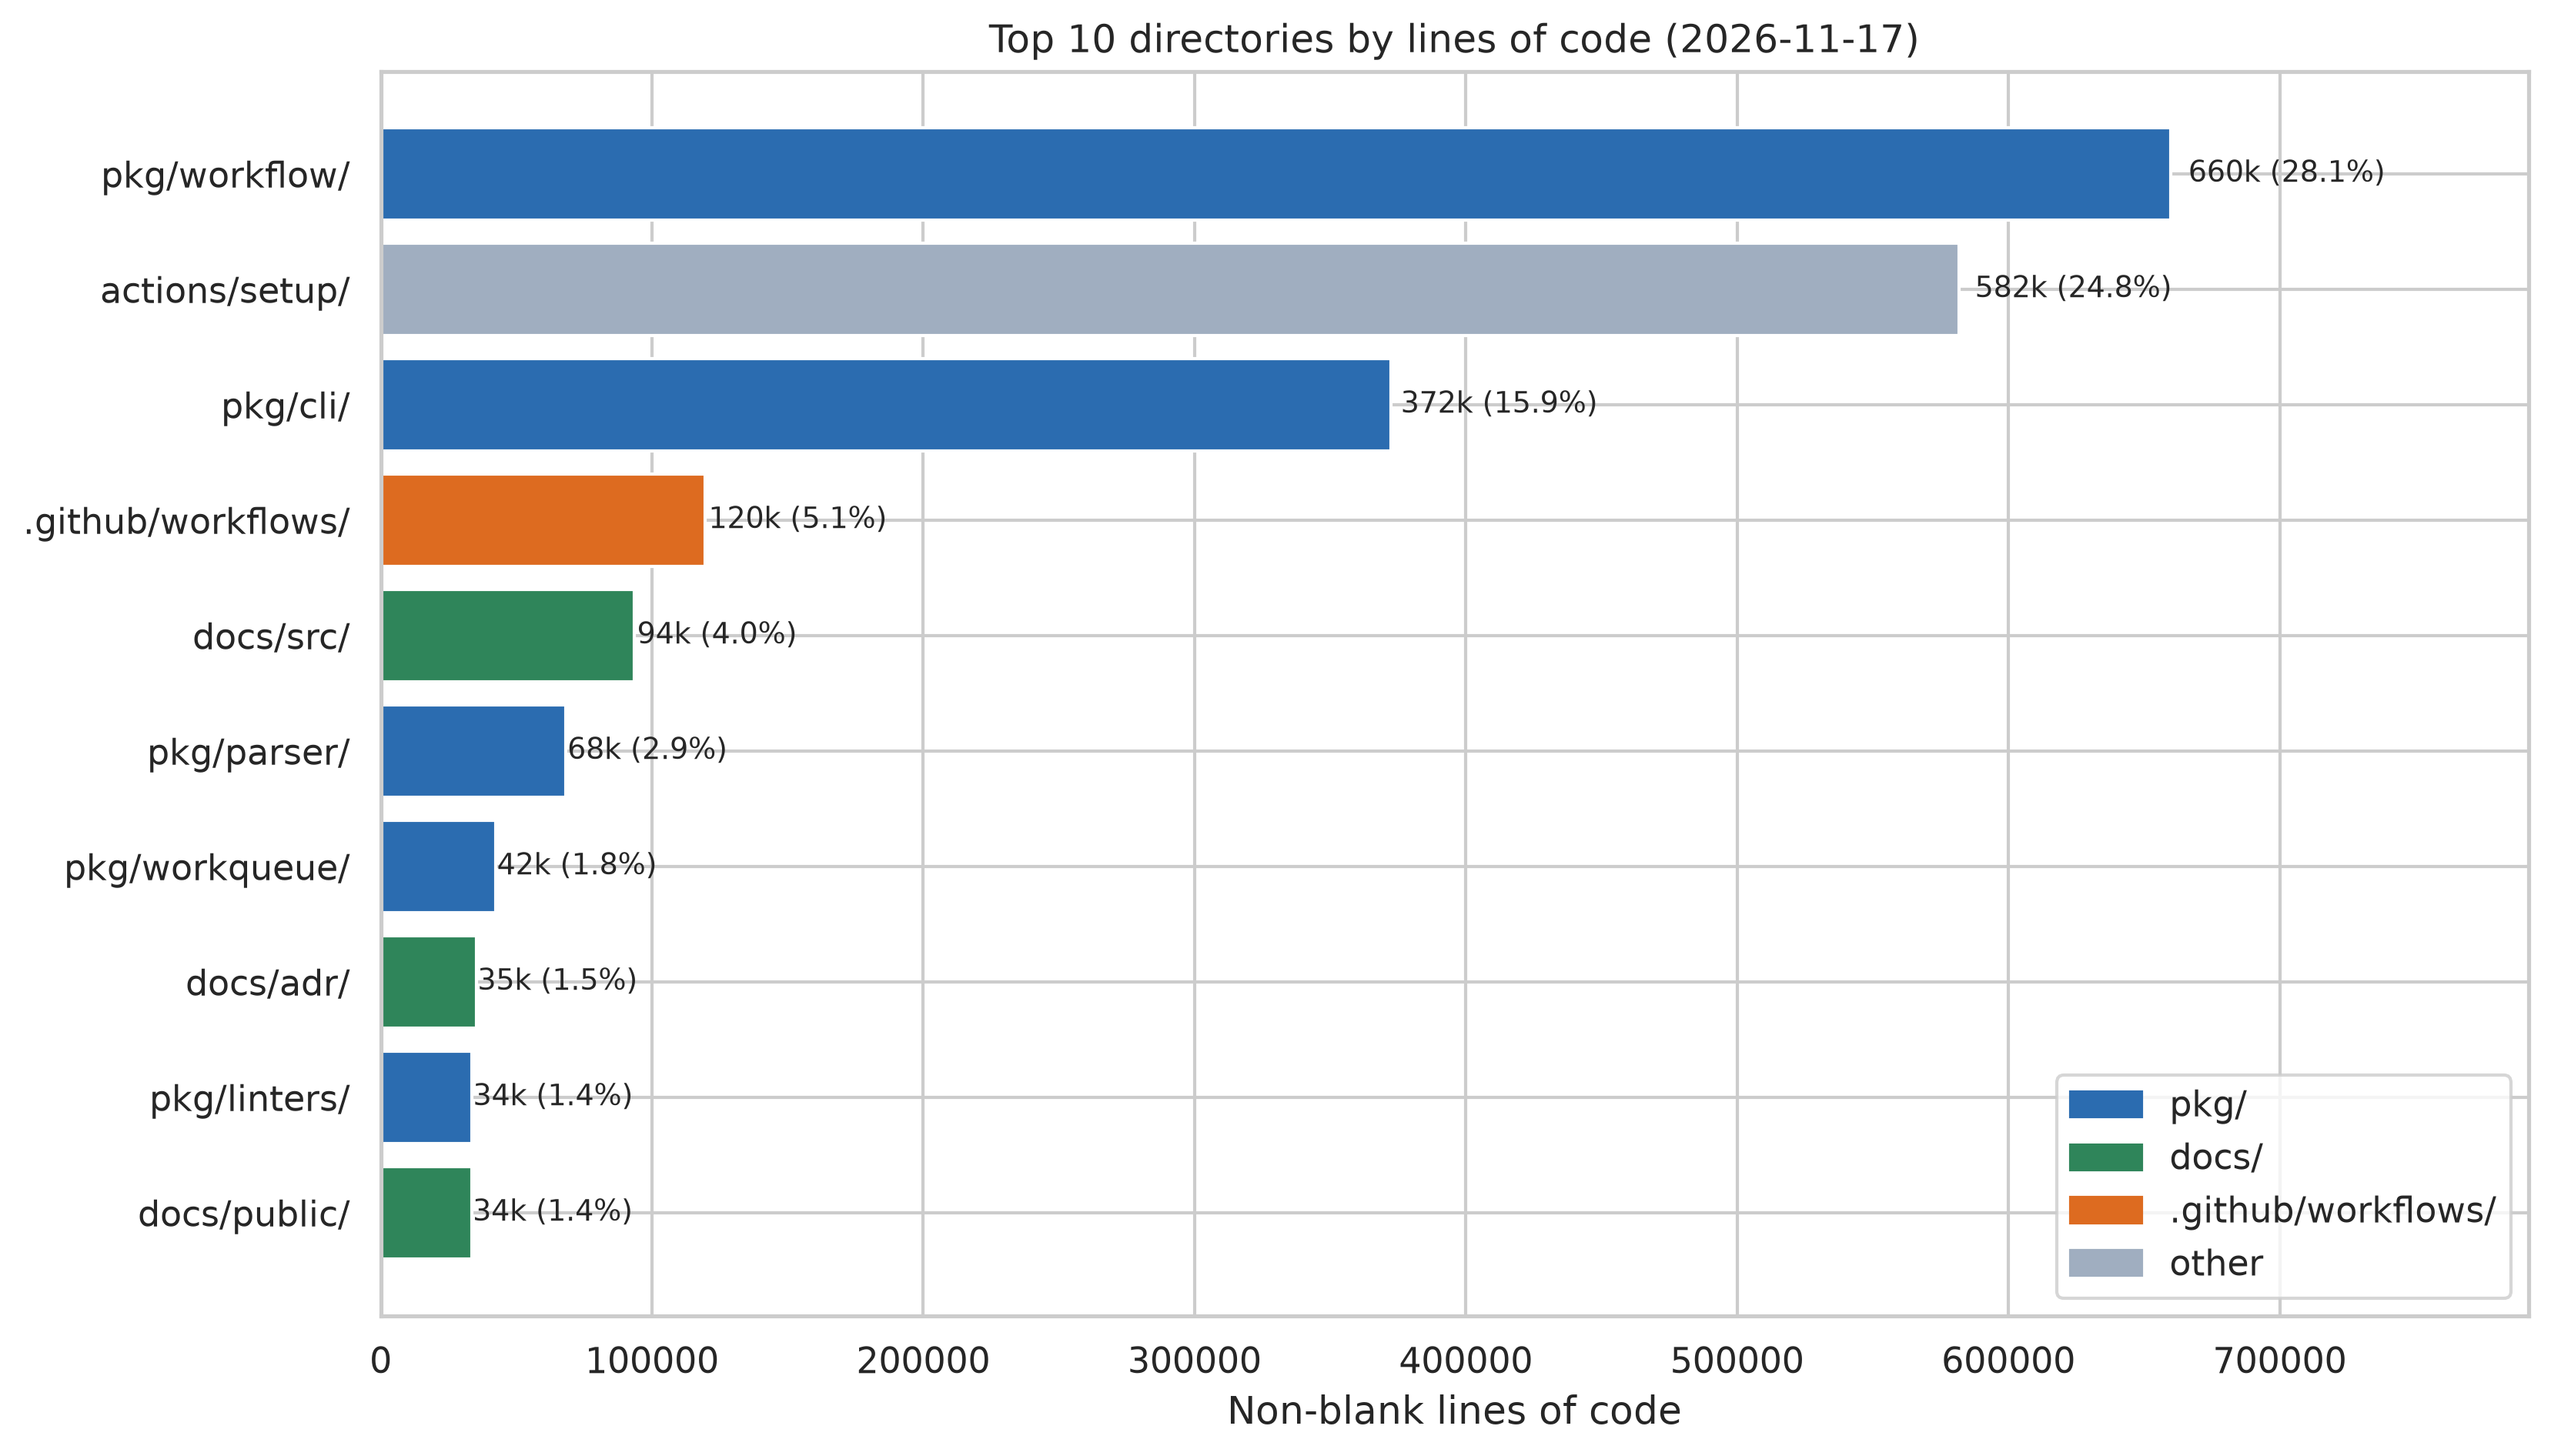 Top 10 directories by lines of code (2026-11-17)
pkg/workflow/ 660k (28.1%)
actions/setup/ 582k (24.8%)
pkg/cli/ 372k (15.9%)
.github/workflows/ 120k (5.1%)
docs/src/ 94k (4.0%)
pkg/parser/ 68k (2.9%)
pkg/workqueue/ 42k (1.8%)
docs/adr/ 35k (1.5%)
pkg/linters/ 34k (1.4%)
docs/public/ 34k (1.4%)
pkg/
docs/
.github/workflows/
other
0 100000 200000 300000 400000 500000 600000 700000
Non-blank lines of code